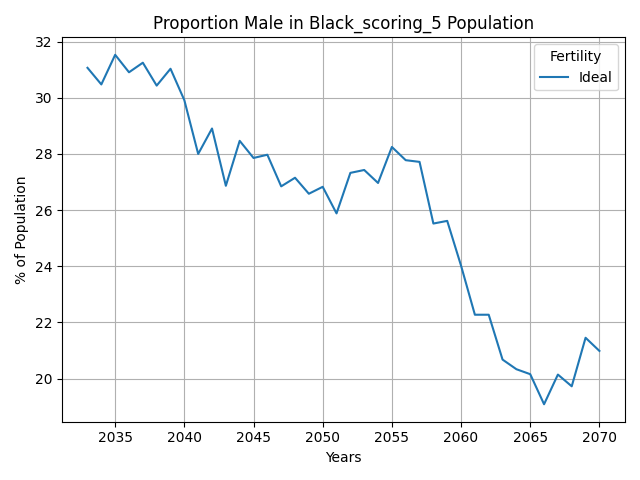 Proportion Male in Black_scoring_5 Population
Fertility
Ideal
% of Population
32
30
28
26
24
22
20
2035 2040 2045 2050 2055 2060 2065 2070
Years